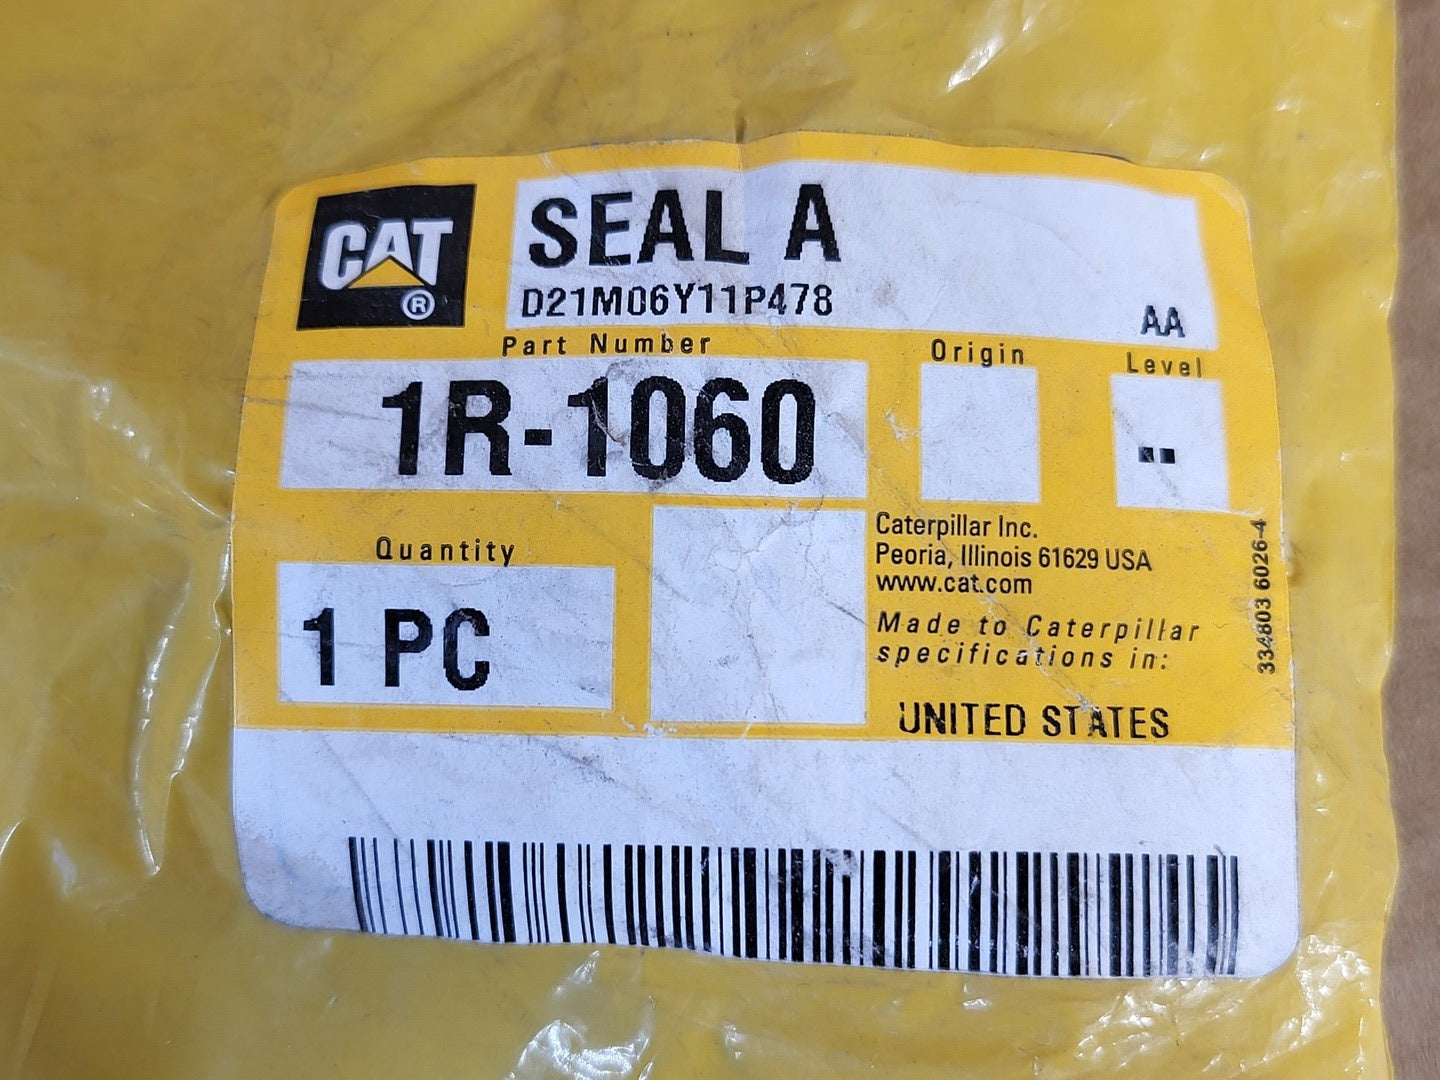 CAT
®
SEAL A
D21M06Y11P478
AA
Part Number
Origin
Level
1R-1060
--
Quantity
1 PC
Caterpillar Inc.
Peoria, Illinois 61629 USA
www.cat.com
Made to Caterpillar
specifications in:
UNITED STATES
334803 6026-4